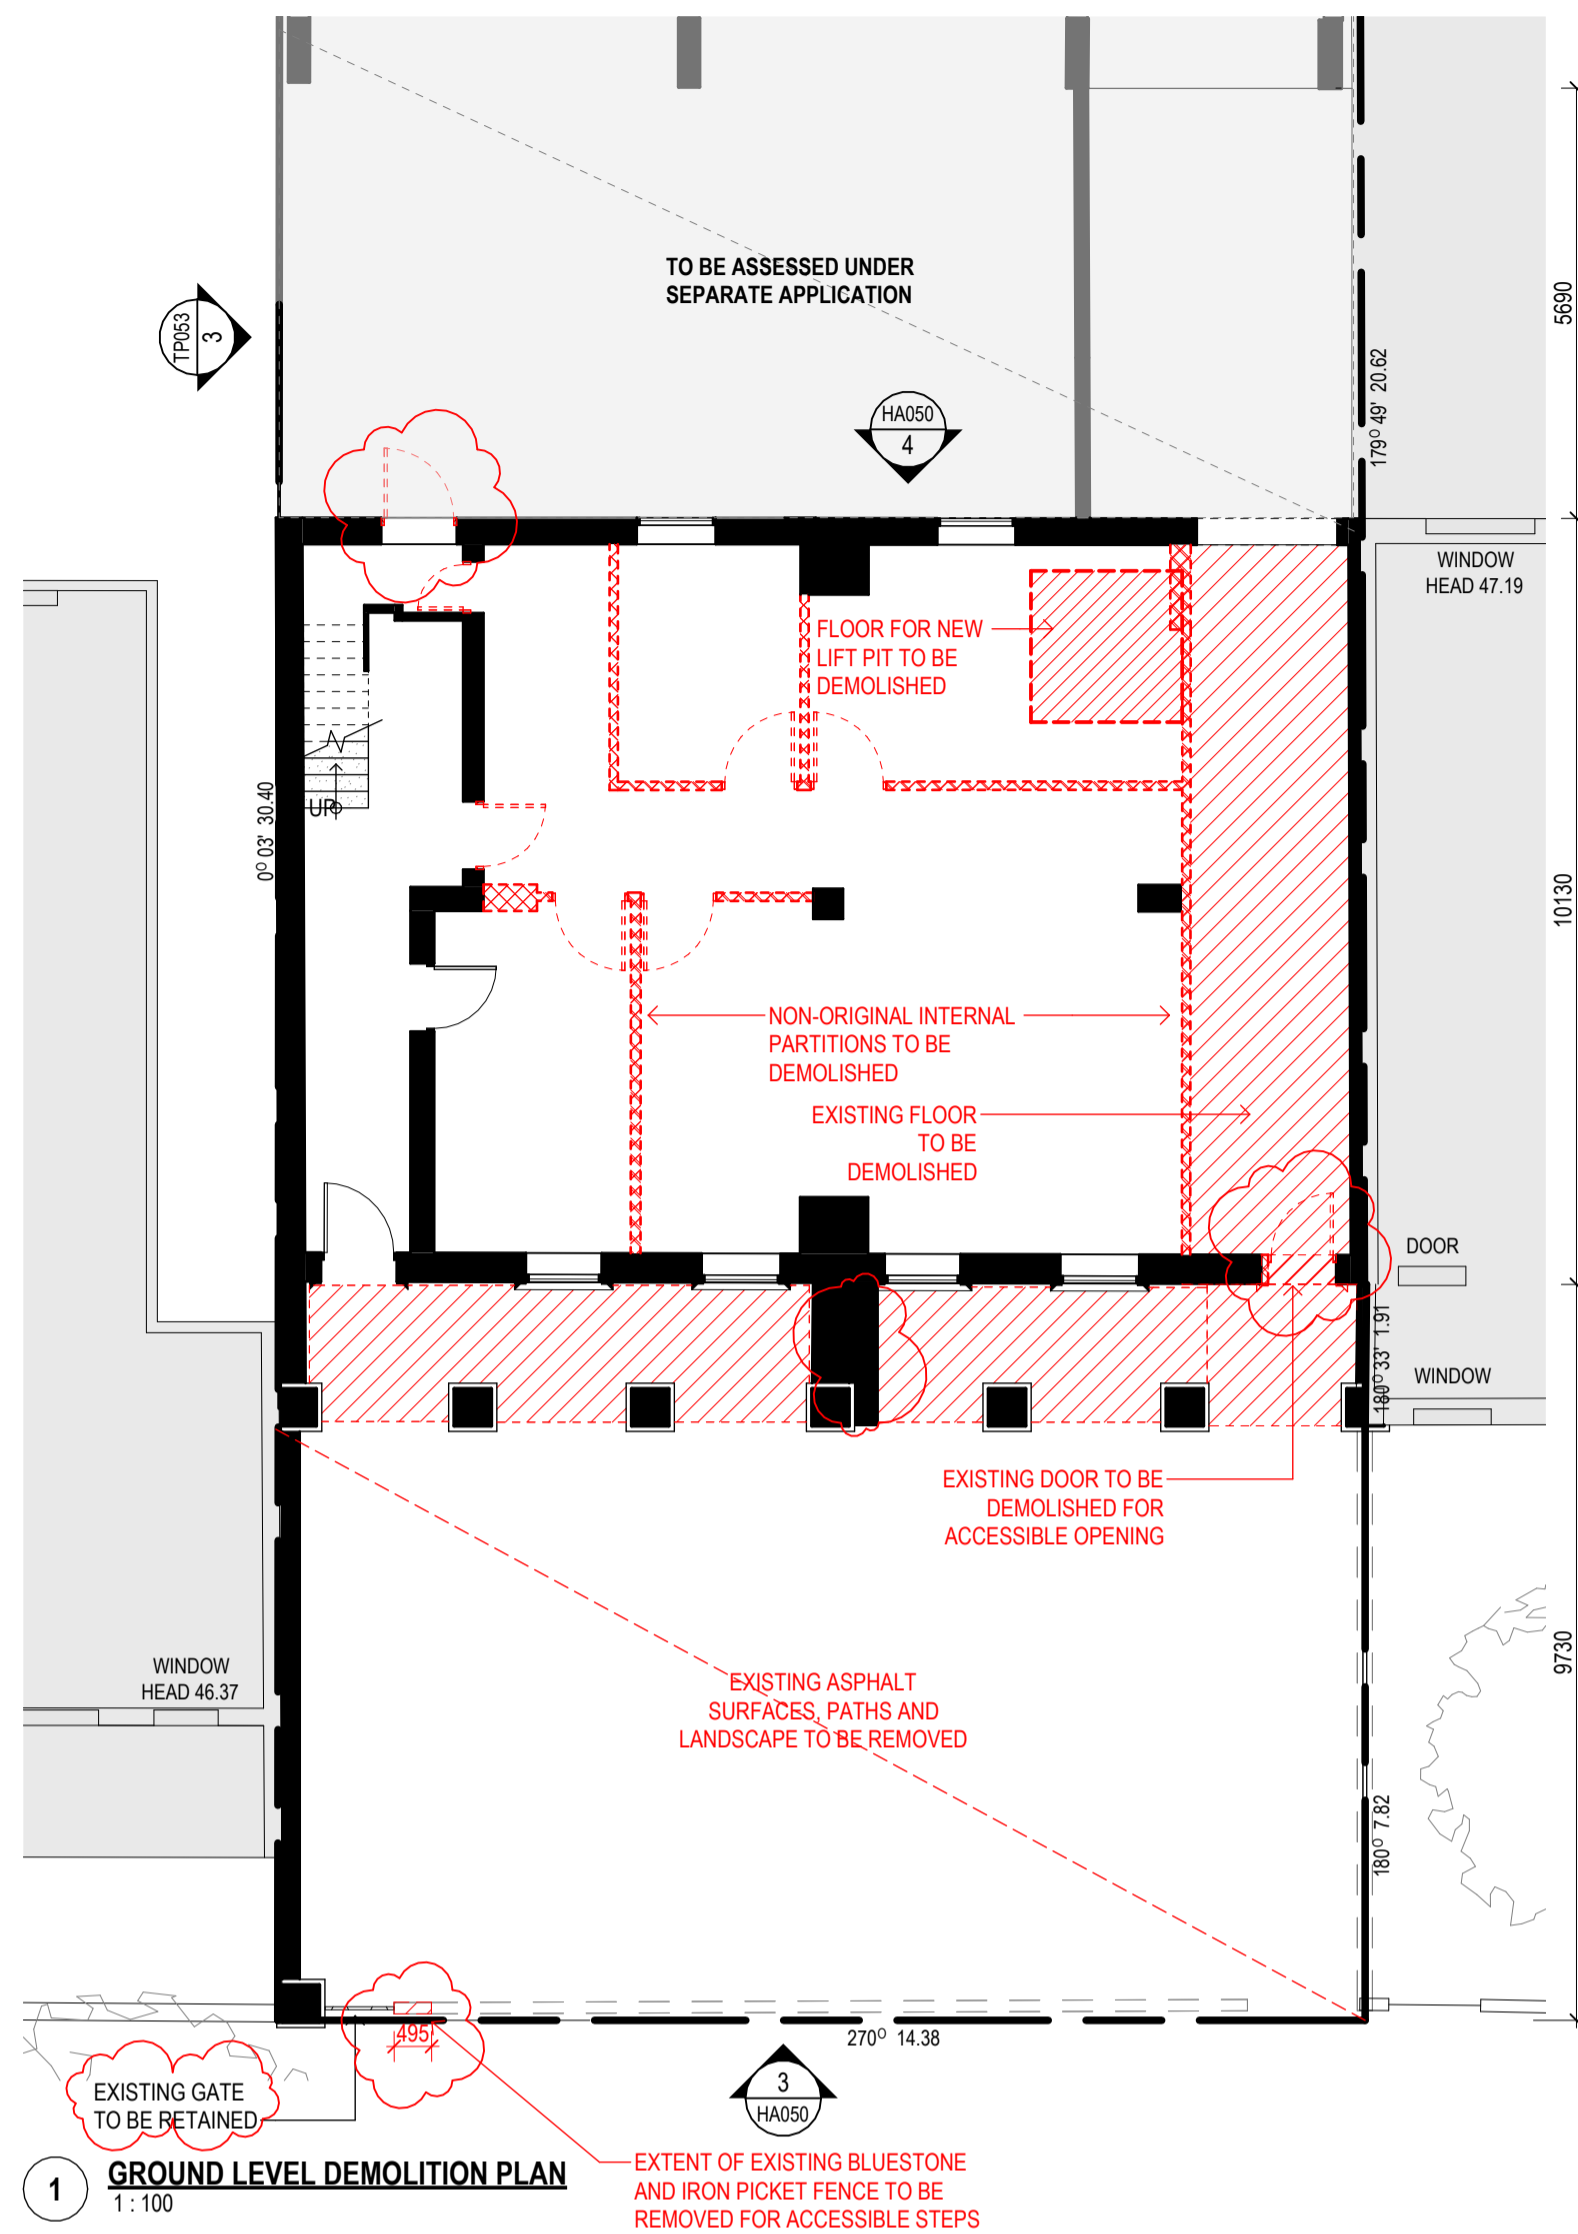 TO BE ASSESSED UNDER
SEPARATE APPLICATION
5690
TP053
3
179° 49' 20.62
HA050
4
WINDOW
HEAD 47.19
FLOOR FOR NEW
LIFT PIT TO BE
DEMOLISHED
UP
0° 03' 30.40
10130
NON-ORIGINAL INTERNAL
PARTITIONS TO BE
DEMOLISHED
EXISTING FLOOR
TO BE
DEMOLISHED
DOOR
180° 33' 1.91
WINDOW
EXISTING DOOR TO BE
DEMOLISHED FOR
ACCESSIBLE OPENING
9730
WINDOW
HEAD 46.37
EXISTING ASPHALT
SURFACES, PATHS AND
LANDSCAPE TO BE REMOVED
180° 7.82
495
270° 14.38
EXISTING GATE
TO BE RETAINED
3
HA050
1
GROUND LEVEL DEMOLITION PLAN
1 : 100
EXTENT OF EXISTING BLUESTONE
AND IRON PICKET FENCE TO BE
REMOVED FOR ACCESSIBLE STEPS